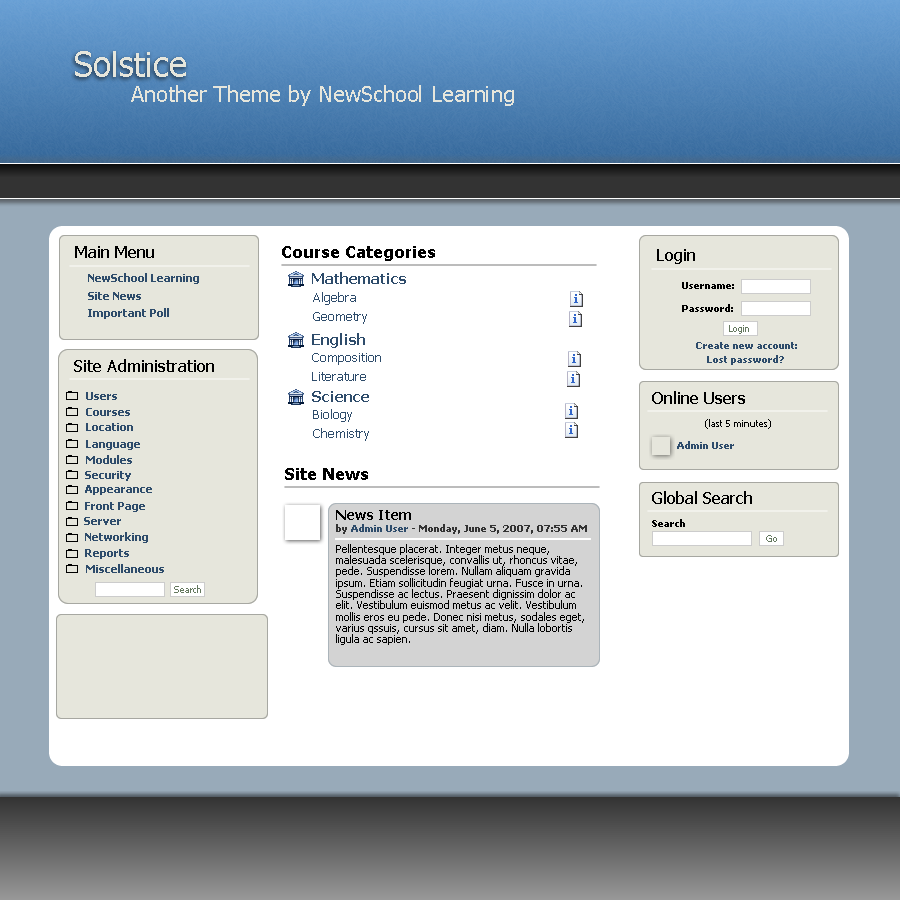 Solstice
Another Theme by NewSchool Learning
Main Menu
NewSchool Learning
Site News
Important Poll
Site Administration
Users
Courses
Location
Language
Modules
Security
Appearance
Front Page
Server
Networking
Reports
Miscellaneous
Search
Course Categories
Mathematics
Algebra
Geometry
English
Composition
Literature
Science
Biology
Chemistry
Site News
News Item
by Admin User - Monday, June 5, 2007, 07:55 AM
Pellentesque placerat. Integer metus neque,
malesuada scelerisque, convallis ut, rhoncus vitae,
pede. Suspendisse lorem. Nullam aliquam gravida
ipsum. Etiam sollicitudin feugiat urna. Fusce in urna.
Suspendisse ac lectus. Praesent dignissim dolor ac
elit. Vestibulum euismod metus ac velit. Vestibulum
mollis eros eu pede. Donec nisi metus, sodales eget,
varius qssuis, cursus sit amet, diam. Nulla lobortis
ligula ac sapien.
Login
Username:
Password:
Login
Create new account:
Lost password?
Online Users
(last 5 minutes)
Admin User
Global Search
Search
Go